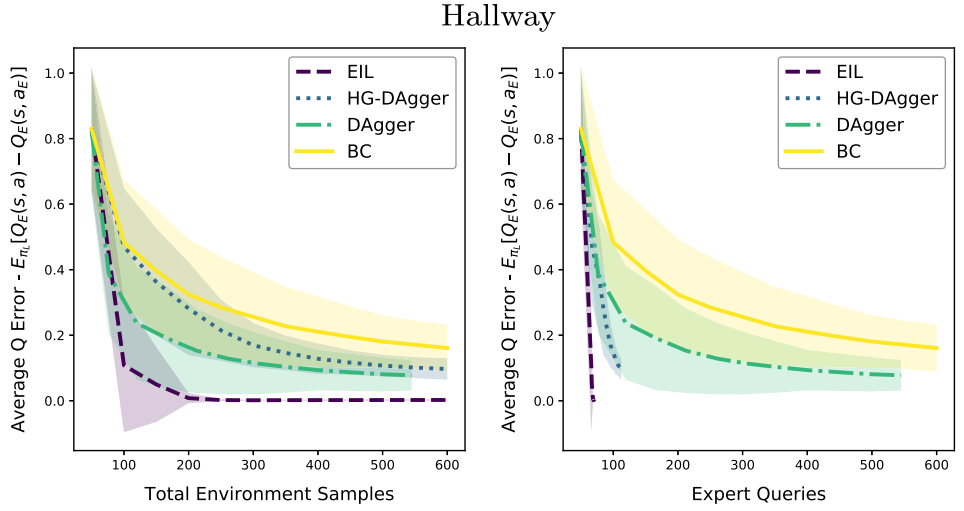 Hallway
Average Q Error - E_{π_L}[Q_E(s, a) − Q_E(s, a_E)]
1.0
0.8
0.6
0.4
0.2
0.0
EIL
HG-DAgger
DAgger
BC
100 200 300 400 500 600
Total Environment Samples
Average Q Error - E_{π_L}[Q_E(s, a) − Q_E(s, a_E)]
1.0
0.8
0.6
0.4
0.2
0.0
EIL
HG-DAgger
DAgger
BC
100 200 300 400 500 600
Expert Queries